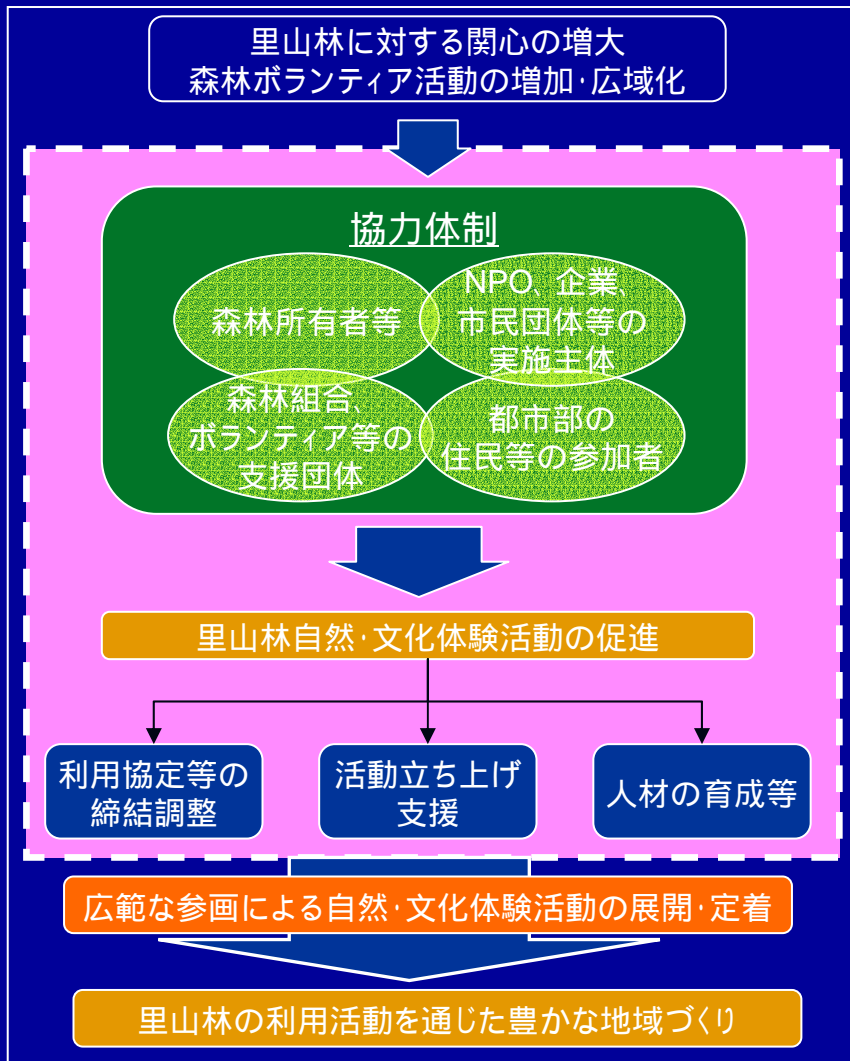 里山林に対する関心の増大
森林ボランティア活動の増加・広域化
協力体制
森林所有者等
NPO、企業、
市民団体等の
実施主体
森林組合、
ボランティア等の
支援団体
都市部の
住民等の参加者
里山林自然・文化体験活動の促進
利用協定等の
締結調整
活動立ち上げ
支援
人材の育成等
広範な参画による自然・文化体験活動の展開・定着
里山林の利用活動を通じた豊かな地域づくり